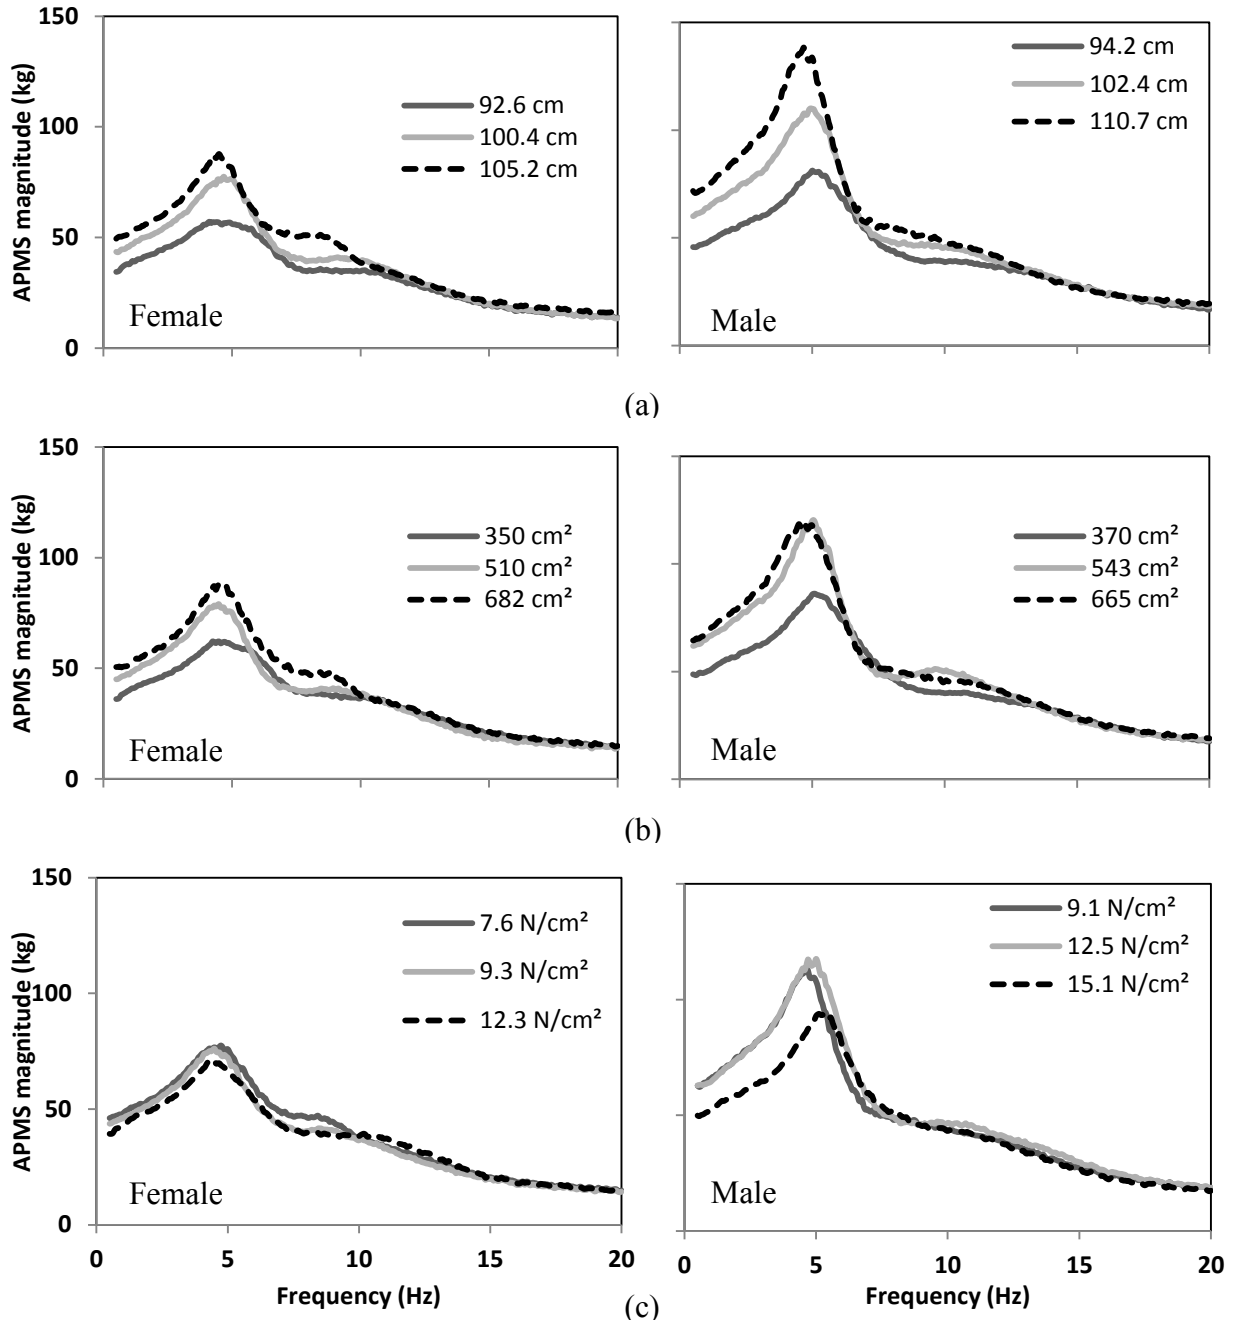 150
100
50
0
APMS magnitude (kg)
92.6 cm
100.4 cm
105.2 cm
Female
94.2 cm
102.4 cm
110.7 cm
Male
(a)
150
100
50
0
APMS magnitude (kg)
350 cm²
510 cm²
682 cm²
Female
370 cm²
543 cm²
665 cm²
Male
(b)
150
100
50
0
APMS magnitude (kg)
7.6 N/cm²
9.3 N/cm²
12.3 N/cm²
Female
0 5 10 15 20
Frequency (Hz)
9.1 N/cm²
12.5 N/cm²
15.1 N/cm²
Male
0 5 10 15 20
Frequency (Hz)
(c)